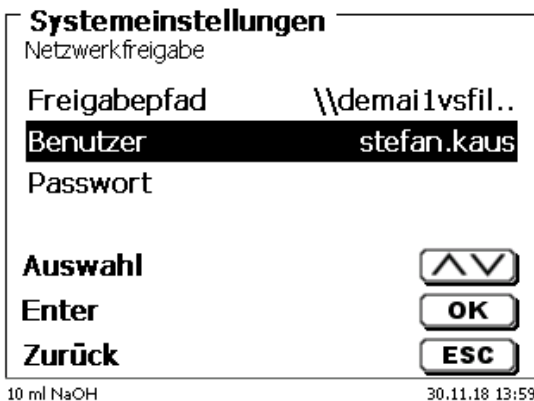 Systemeinstellungen
Netzwerkfreigabe
Freigabepfad \\demai1vsfil..
Benutzer stefan.kaus
Passwort
Auswahl
Enter OK
Zurück ESC
10 ml NaOH 30.11.18 13:59